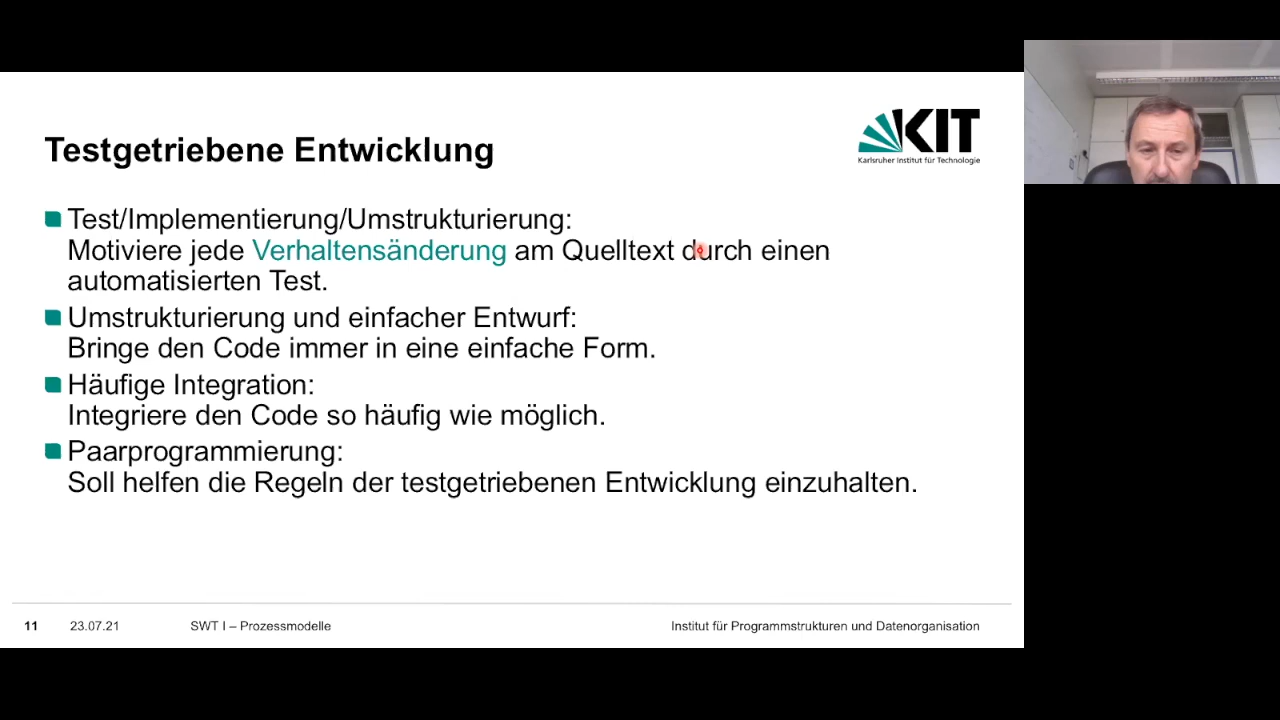 KIT
Karlsruher Institut für Technologie
Testgetriebene Entwicklung
Test/Implementierung/Umstrukturierung:
Motiviere jede Verhaltensänderung am Quelltext durch einen
automatisierten Test.
Umstrukturierung und einfacher Entwurf:
Bringe den Code immer in eine einfache Form.
Häufige Integration:
Integriere den Code so häufig wie möglich.
Paarprogrammierung:
Soll helfen die Regeln der testgetriebenen Entwicklung einzuhalten.
11 23.07.21 SWT I – Prozessmodelle Institut für Programmstrukturen und Datenorganisation